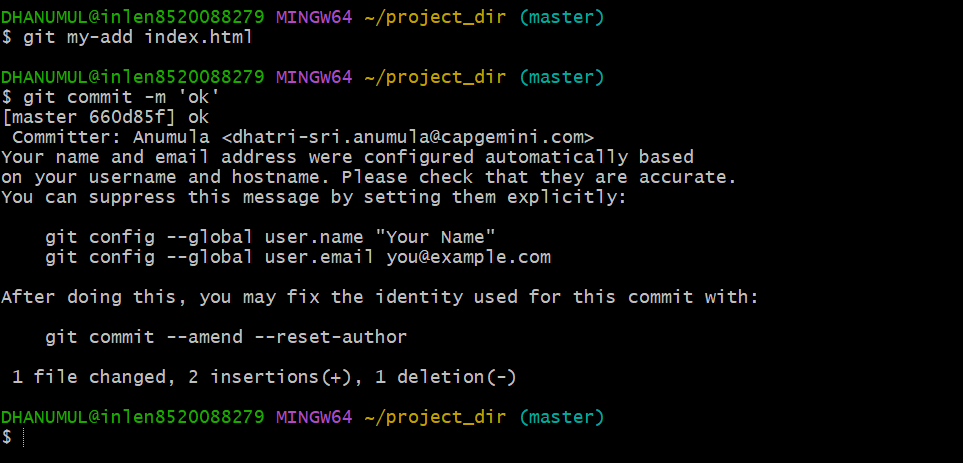 DHANUMUL@inlen8520088279 MINGW64 ~/project_dir (master)
$ git my-add index.html
DHANUMUL@inlen8520088279 MINGW64 ~/project_dir (master)
$ git commit -m 'ok'
[master 660d85f] ok
Committer: Anumula <dhatri-sri.anumula@capgemini.com>
Your name and email address were configured automatically based
on your username and hostname. Please check that they are accurate.
You can suppress this message by setting them explicitly:
git config --global user.name "Your Name"
git config --global user.email you@example.com
After doing this, you may fix the identity used for this commit with:
git commit --amend --reset-author
1 file changed, 2 insertions(+), 1 deletion(-)
DHANUMUL@inlen8520088279 MINGW64 ~/project_dir (master)
$